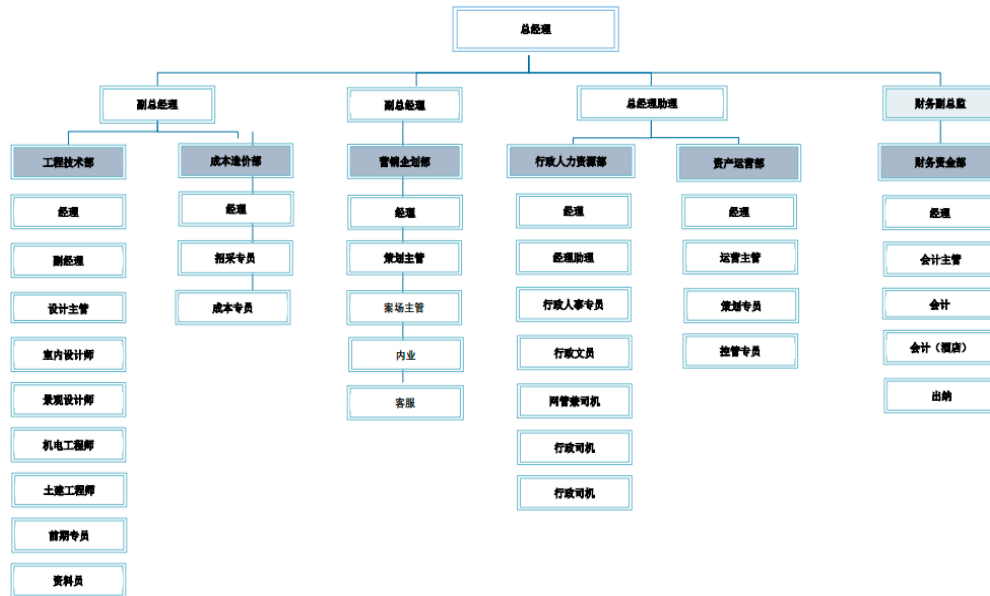 总经理
副总经理
副总经理
总经理助理
财务副总监
工程技术部
成本造价部
营销企划部
行政人力资源部
资产运营部
财务资金部
经理
副经理
设计主管
室内设计师
景观设计师
机电工程师
土建工程师
前期专员
资料员
经理
招采专员
成本专员
经理
策划主管
案场主管
内业
客服
经理
经理助理
行政人事专员
行政文员
网管兼司机
行政司机
行政司机
经理
运营主管
策划专员
控管专员
经理
会计主管
会计
会计（酒店）
出纳